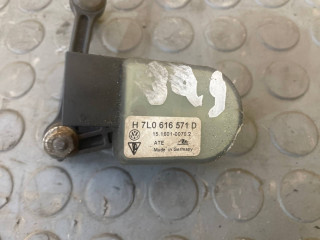 H 7L0 616 571 D
15.1801-0070.2
ATE
Made in Germany